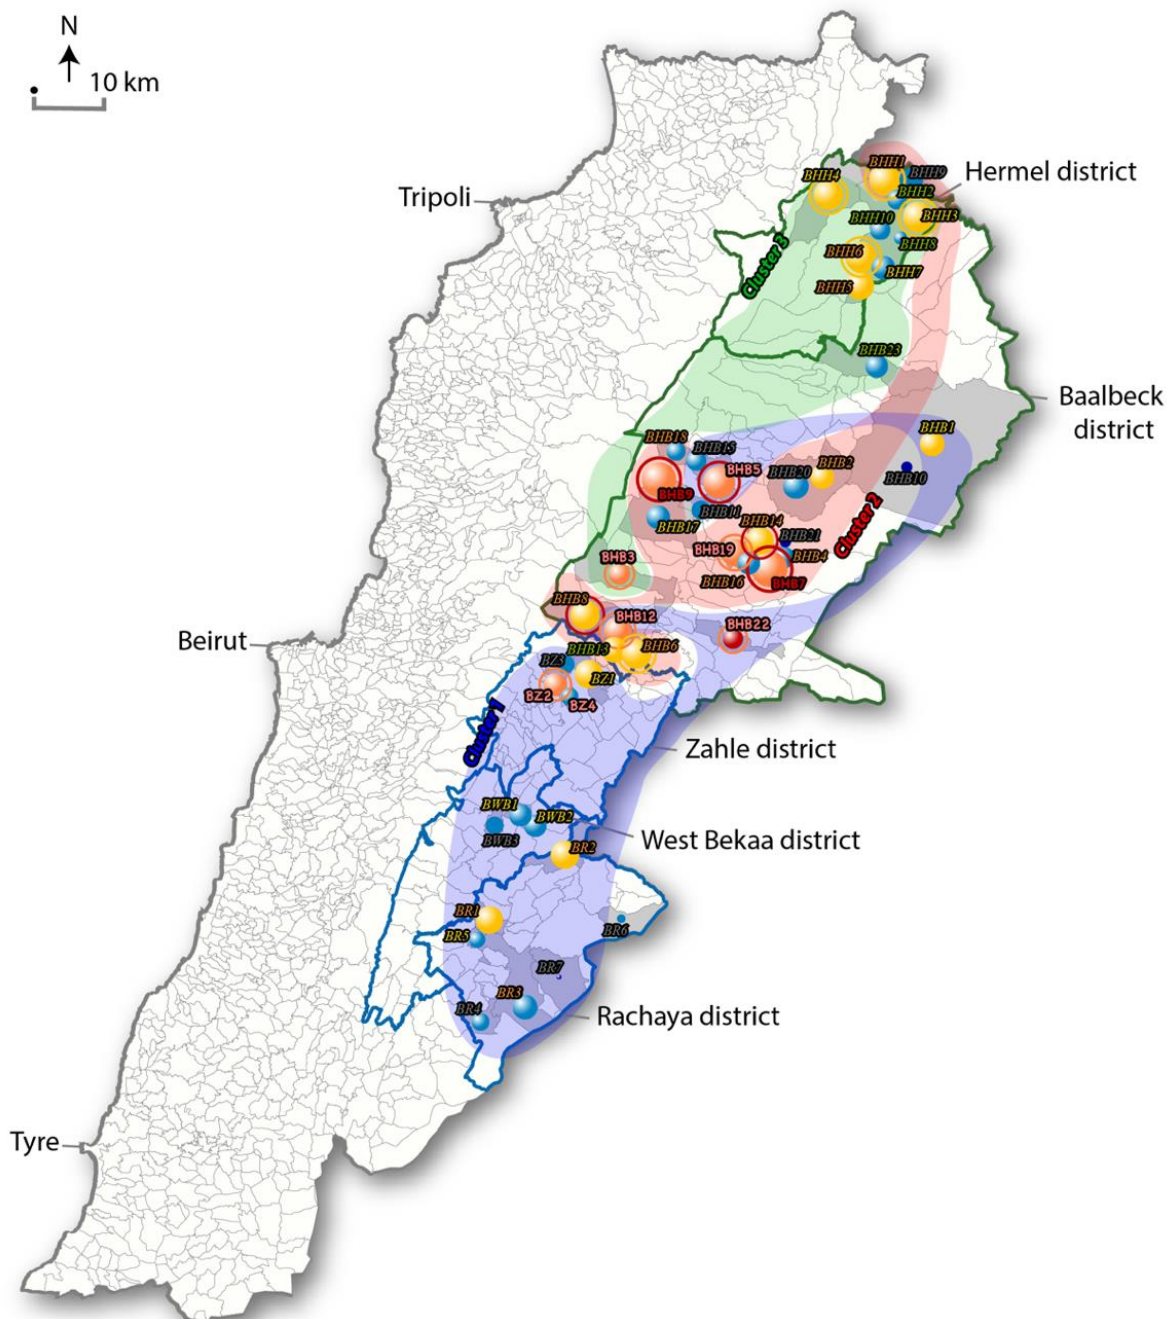 N
10 km
BHH1
BHH9
BHH4
Hermel district
BHH2
Tripoli
BHH3
BHH10
BHH8
BHH6
Cluster 3
BHH7
BHH5
BHB23
Baalbeck
district
BHB1
BHB18
BHB15
BHB5
BHB20
BHB2
BHB10
BHB9
BHB11
BHB17
BHB14
Cluster 2
BHB21
BHB19
BHB4
BHB3
BHB16
BHB7
BHB8
BHB12
BHB22
Beirut
BHB13
BHB6
BZ3
BZ1
BZ2
BZ4
Cluster 1
Zahle district
BWB1
BWB2
BWB3
West Bekaa district
BR2
BR1
BR6
BR5
BR7
BR3
BR4
Rachaya district
Tyre